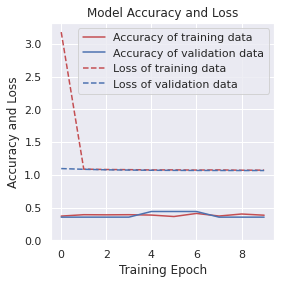 Model Accuracy and Loss
Accuracy of training data
Accuracy of validation data
Loss of training data
Loss of validation data
Accuracy and Loss
3.0
2.5
2.0
1.5
1.0
0.5
0.0
0 2 4 6 8
Training Epoch